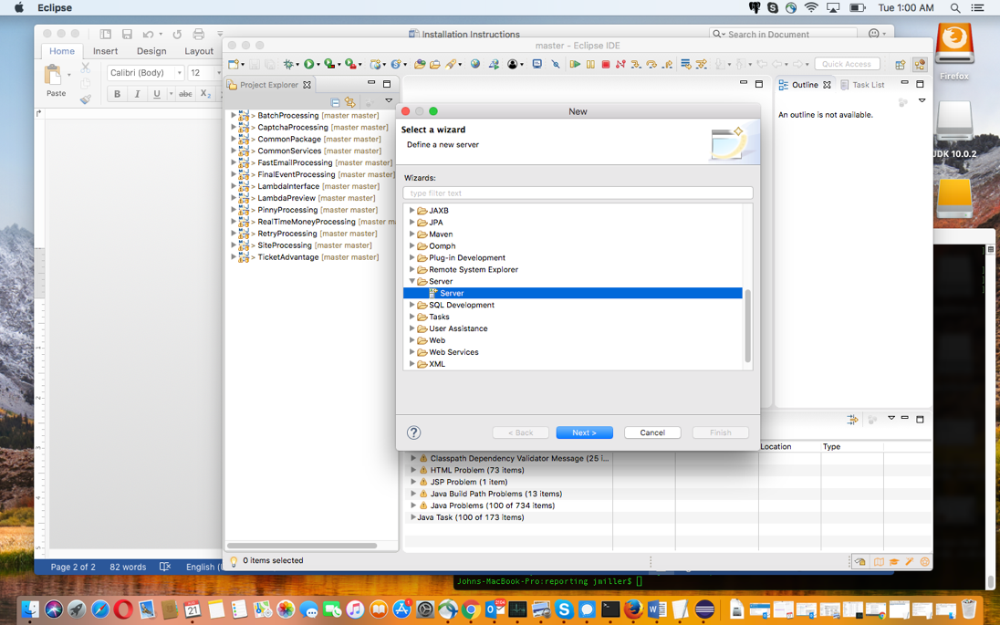 Eclipse
Tue 1:00 AM
Installation Instructions
Search in Document
Home Insert Design Layout
master - Eclipse IDE
Calibri (Body) 12
Paste
B I U abc X2
Quick Access
Firefox
Project Explorer
Outline Task List
An outline is not available.
> BatchProcessing [master master]
> CaptchaProcessing [master master]
> CommonPackage [master master]
> CommonServices [master master]
> FastEmailProcessing [master master]
> FinalEventProcessing [master master]
> LambdaInterface [master master]
> LambdaPreview [master master]
> PinnyProcessing [master master]
> RealTimeMoneyProcessing [master m
> RetryProcessing [master master]
> SiteProcessing [master master]
> TicketAdvantage [master master]
New
Select a wizard
Define a new server
Wizards:
type filter text
JAXB
JPA
Maven
Oomph
Plug-in Development
Remote System Explorer
Server
Server
SQL Development
Tasks
User Assistance
Web
Web Services
XML
? < Back Next > Cancel Finish
JDK 10.0.2
Location Type
Classpath Dependency Validator Message (25 i...
HTML Problem (73 items)
JSP Problem (1 item)
Java Build Path Problems (13 items)
Java Problems (100 of 734 items)
Java Task (100 of 173 items)
0 items selected
Page 2 of 2 82 words English (
Johns-MacBook-Pro:reporting jmiller$
21